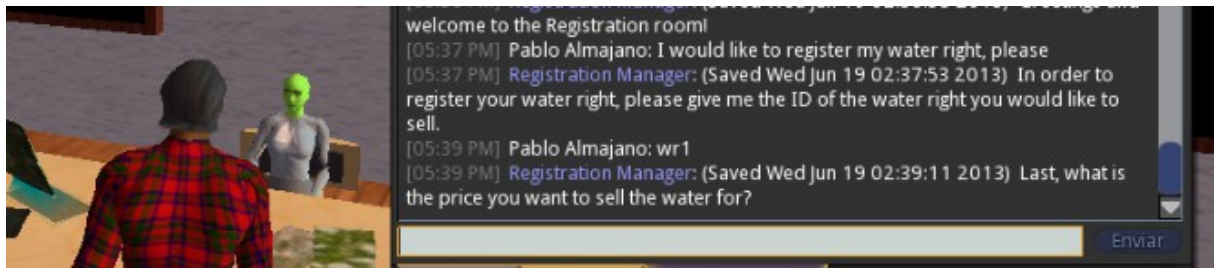 welcome to the Registration room!
[05:37 PM] Pablo Almajano: I would like to register my water right, please
[05:37 PM] Registration Manager: (Saved Wed Jun 19 02:37:53 2013) In order to
register your water right, please give me the ID of the water right you would like to
sell.
[05:39 PM] Pablo Almajano: wr1
[05:39 PM] Registration Manager: (Saved Wed Jun 19 02:39:11 2013) Last, what is
the price you want to sell the water for?
Enviar